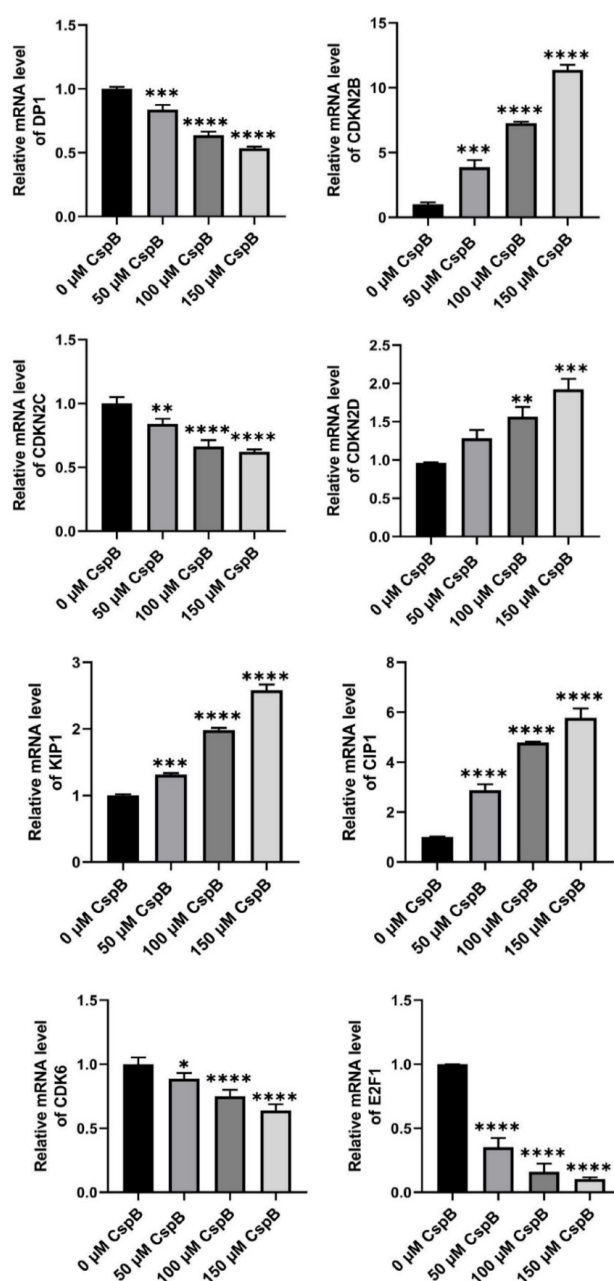 Relative mRNA level
of DP1
1.5
1.0
0.5
0.0
***
****
****
0 µM CspB
50 µM CspB
100 µM CspB
150 µM CspB
Relative mRNA level
of CDKN2B
15
10
5
0
***
****
****
0 µM CspB
50 µM CspB
100 µM CspB
150 µM CspB
Relative mRNA level
of CDKN2C
1.5
1.0
0.5
0.0
**
****
****
0 µM CspB
50 µM CspB
100 µM CspB
150 µM CspB
Relative mRNA level
of CDKN2D
2.5
2.0
1.5
1.0
0.5
0.0
**
***
0 µM CspB
50 µM CspB
100 µM CspB
150 µM CspB
Relative mRNA level
of KIP1
3
2
1
0
***
****
****
0 µM CspB
50 µM CspB
100 µM CspB
150 µM CspB
Relative mRNA level
of CIP1
8
6
4
2
0
****
****
****
0 µM CspB
50 µM CspB
100 µM CspB
150 µM CspB
Relative mRNA level
of CDK6
1.5
1.0
0.5
0.0
*
****
****
0 µM CspB
50 µM CspB
100 µM CspB
150 µM CspB
Relative mRNA level
of E2F1
1.5
1.0
0.5
0.0
****
****
****
0 µM CspB
50 µM CspB
100 µM CspB
150 µM CspB